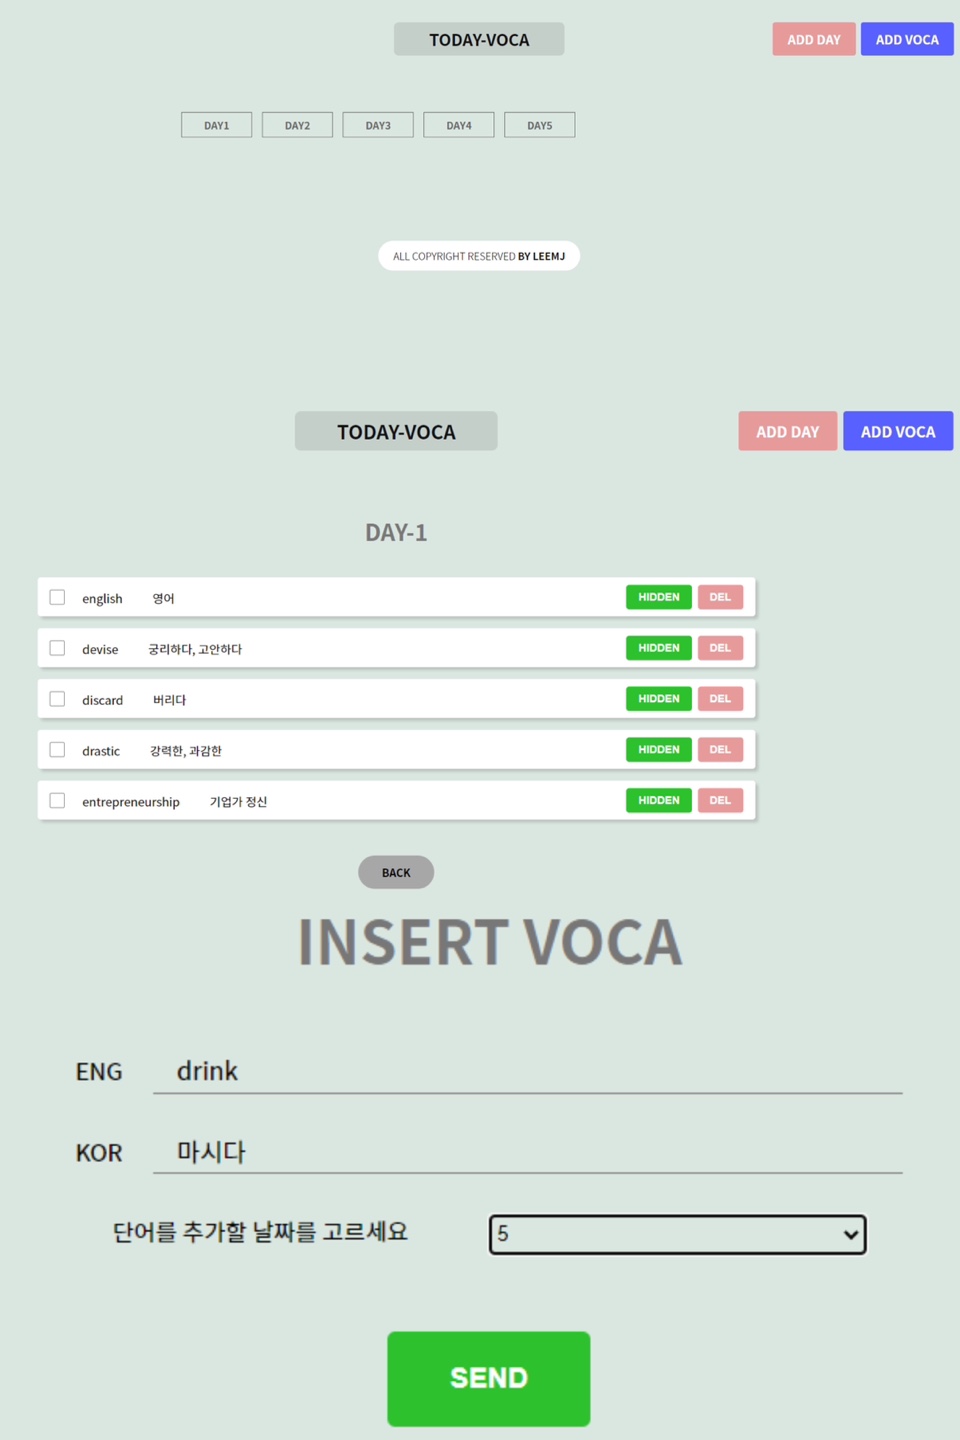 TODAY-VOCA ADD DAY ADD VOCA
DAY1 DAY2 DAY3 DAY4 DAY5
ALL COPYRIGHT RESERVED BY LEEMJ
TODAY-VOCA ADD DAY ADD VOCA
DAY-1
english 영어 HIDDEN DEL
devise 궁리하다, 고안하다 HIDDEN DEL
discard 버리다 HIDDEN DEL
drastic 강력한, 과감한 HIDDEN DEL
entrepreneurship 기업가 정신 HIDDEN DEL
BACK
INSERT VOCA
ENG drink
KOR 마시다
단어를 추가할 날짜를 고르세요 5
SEND